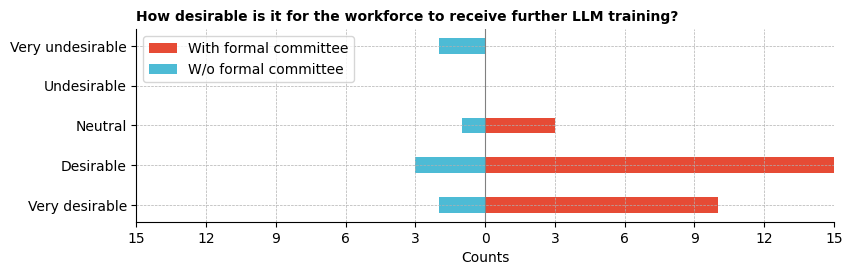 How desirable is it for the workforce to receive further LLM training?
With formal committee
W/o formal committee
Very undesirable
Undesirable
Neutral
Desirable
Very desirable
15 12 9 6 3 0 3 6 9 12 15
Counts